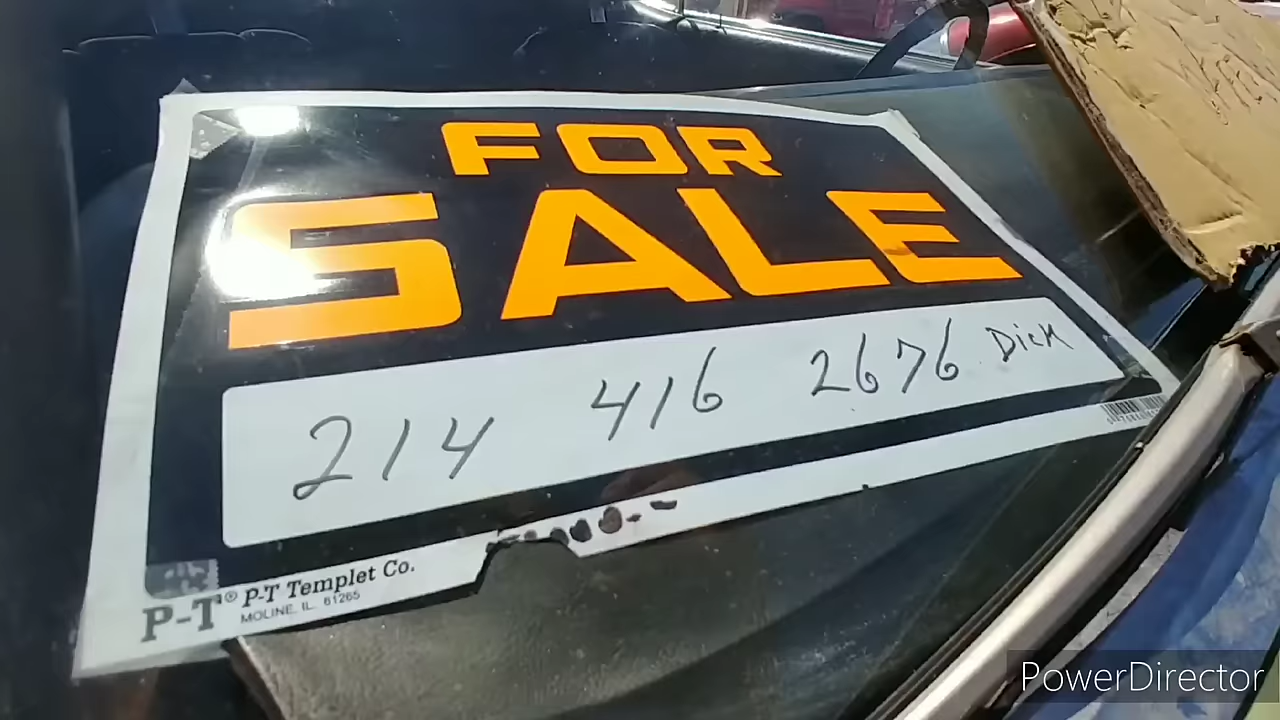 FOR
SALE
214 416 2676 Dick
P-T® P-T Templet Co.
MOLINE, IL. 61265
PowerDirector